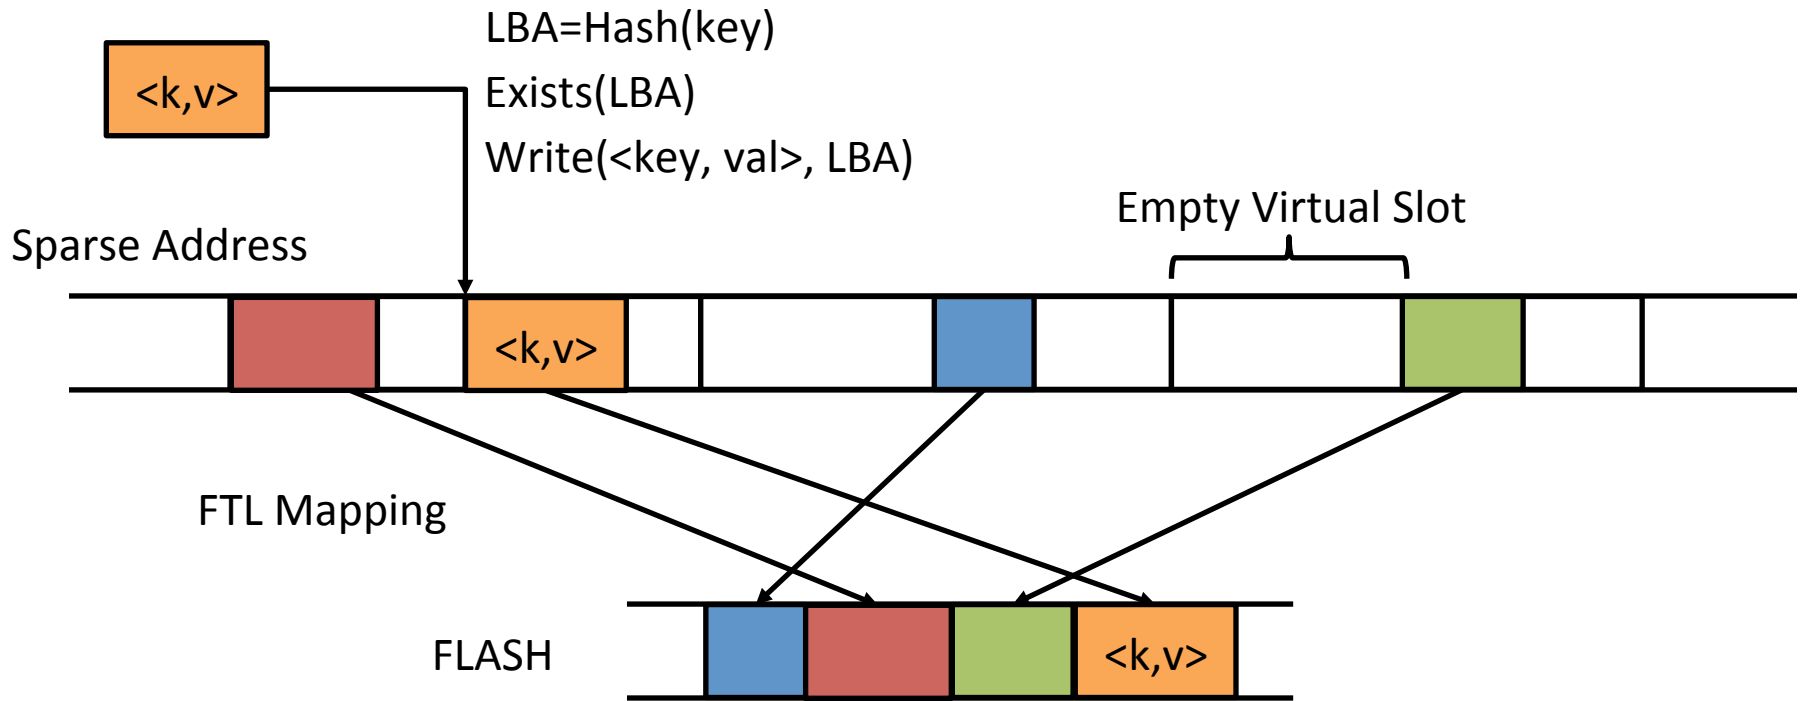 LBA=Hash(key)
<k,v>
Exists(LBA)
Write(<key, val>, LBA)
Empty Virtual Slot
Sparse Address
<k,v>
FTL Mapping
FLASH
<k,v>